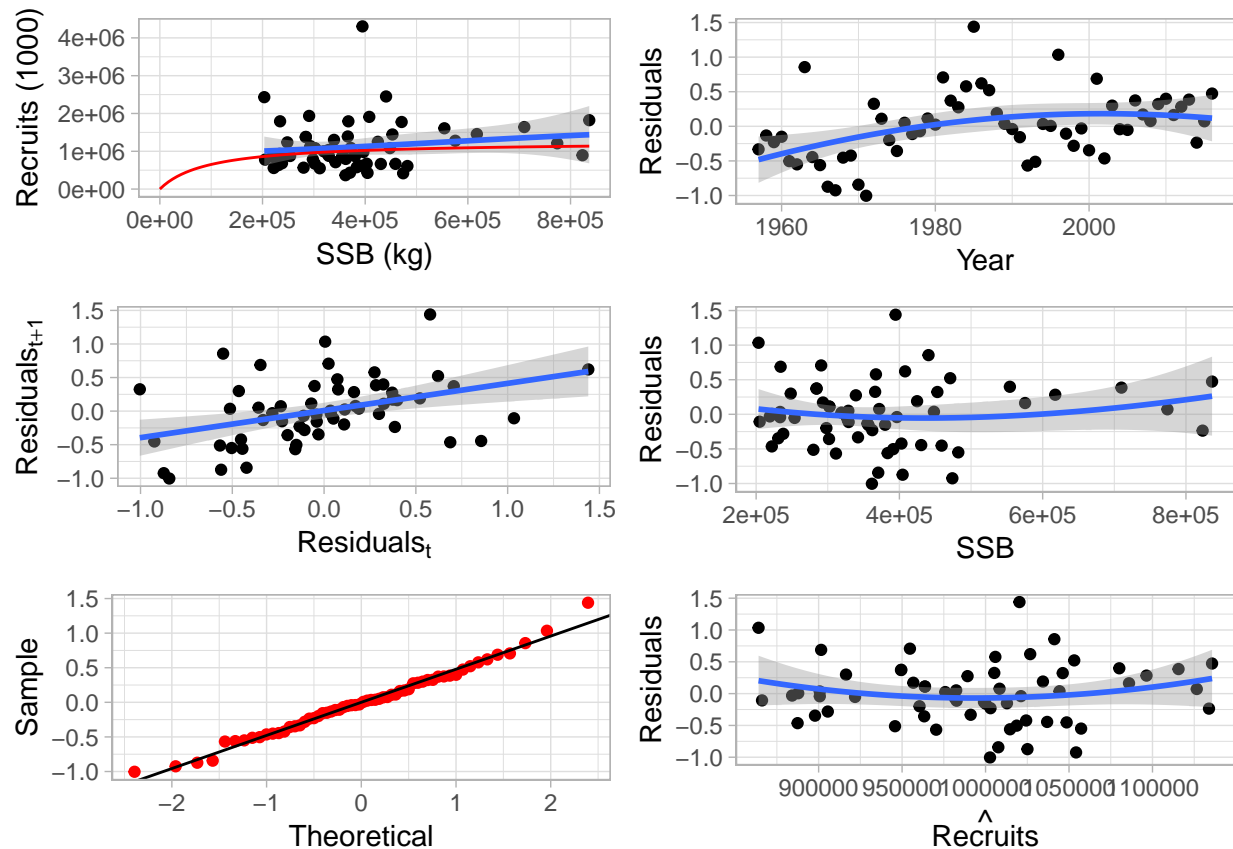 Recruits (1000)
4e+06
3e+06
2e+06
1e+06
0e+00
0e+00 2e+05 4e+05 6e+05 8e+05
SSB (kg)
Residuals
1.5
1.0
0.5
0.0
−0.5
−1.0
1960 1980 2000
Year
Residualst+1
1.5
1.0
0.5
0.0
−0.5
−1.0
−1.0 −0.5 0.0 0.5 1.0 1.5
Residualst
Residuals
1.5
1.0
0.5
0.0
−0.5
−1.0
2e+05 4e+05 6e+05 8e+05
SSB
Sample
1.5
1.0
0.5
0.0
−0.5
−1.0
−2 −1 0 1 2
Theoretical
Residuals
1.5
1.0
0.5
0.0
−0.5
−1.0
900000 950000 1000000 1050000 1100000
^
Recruits